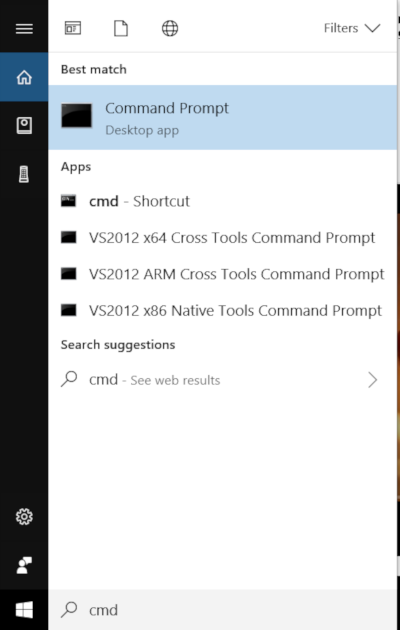 Filters
Best match
Command Prompt
Desktop app
Apps
cmd - Shortcut
VS2012 x64 Cross Tools Command Prompt
VS2012 ARM Cross Tools Command Prompt
VS2012 x86 Native Tools Command Prompt
Search suggestions
cmd - See web results
cmd